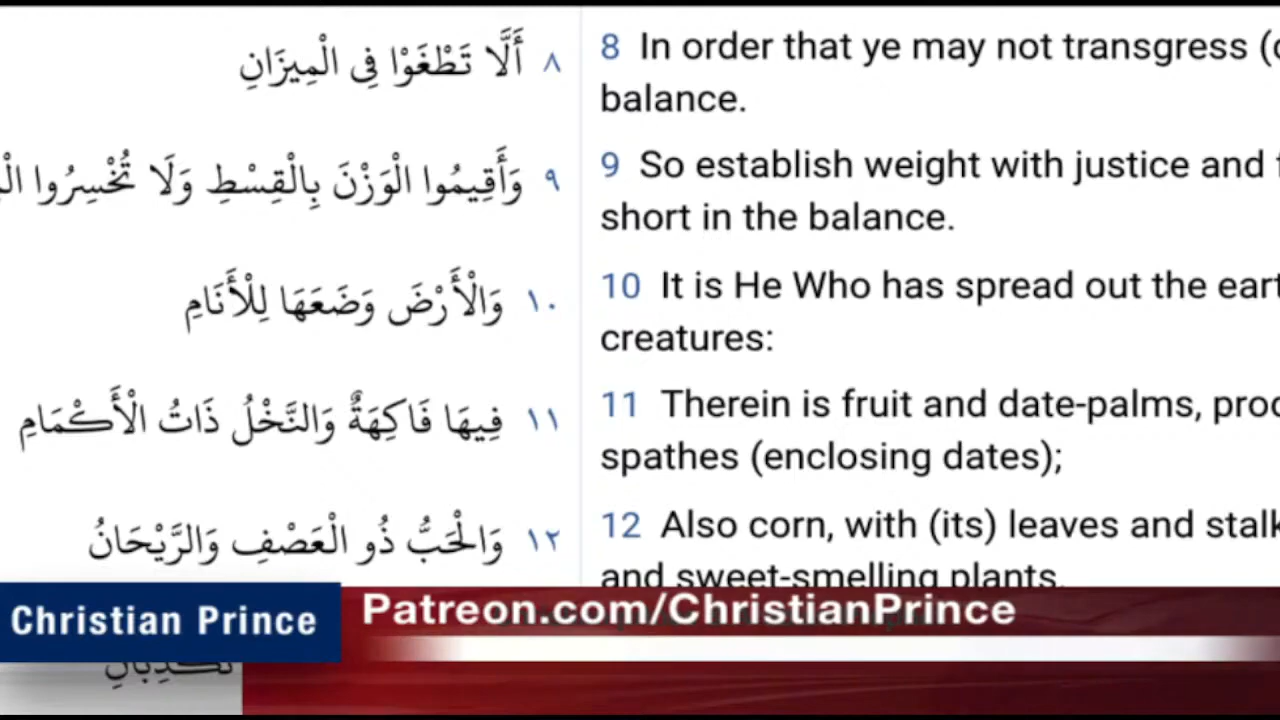 أَلَّا تَطْغَوْا فِي الْمِيزَانِ ٨
8 In order that ye may not transgress
balance.
وَأَقِيمُوا الْوَزْنَ بِالْقِسْطِ وَلَا تُخْسِرُوا ٩
9 So establish weight with justice and
short in the balance.
وَالْأَرْضَ وَضَعَهَا لِلْأَنَامِ ١٠
10 It is He Who has spread out the
creatures:
فِيهَا فَاكِهَةٌ وَالنَّخْلُ ذَاتُ الْأَكْمَامِ ١١
11 Therein is fruit and date-palms,
spathes (enclosing dates);
وَالْحَبُّ ذُو الْعَصْفِ وَالرَّيْحَانُ ١٢
12 Also corn, with (its) leaves and
and sweet-smelling plants.
Christian Prince
Patreon.com/ChristianPrince